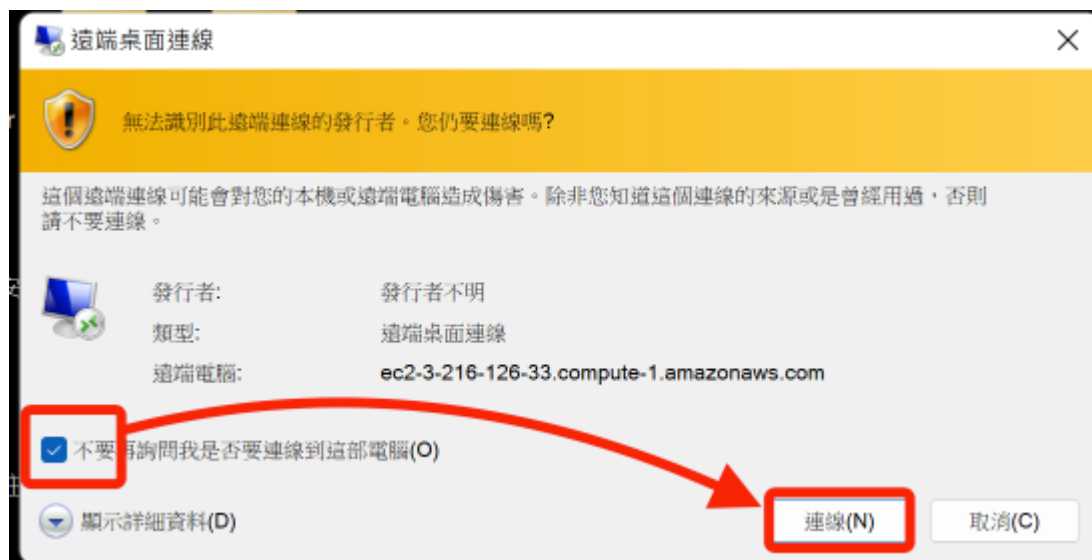 遠端桌面連線
無法識別此遠端連線的發行者。您仍要連線嗎?
這個遠端連線可能會對您的本機或遠端電腦造成傷害。除非您知道這個連線的來源或是曾經用過，否則
請不要連線。
發行者: 發行者不明
類型: 遠端桌面連線
遠端電腦: ec2-3-216-126-33.compute-1.amazonaws.com
不要再詢問我是否要連線到這部電腦(O)
顯示詳細資料(D) 連線(N) 取消(C)